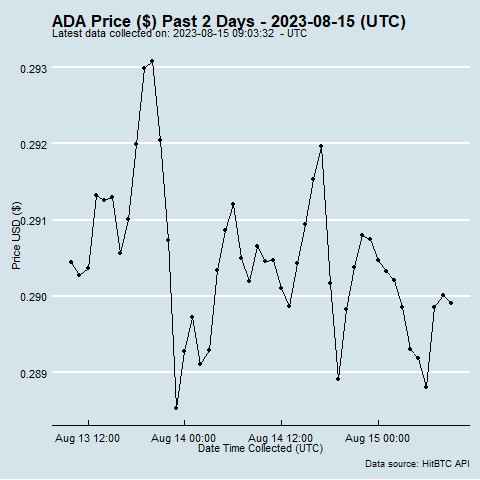 ADA Price ($) Past 2 Days - 2023-08-15 (UTC)
Latest data collected on: 2023-08-15 09:03:32 - UTC
0.293
0.292
0.291
0.290
0.289
Price USD ($)
Aug 13 12:00
Aug 14 00:00
Aug 14 12:00
Aug 15 00:00
Date Time Collected (UTC)
Data source: HitBTC API